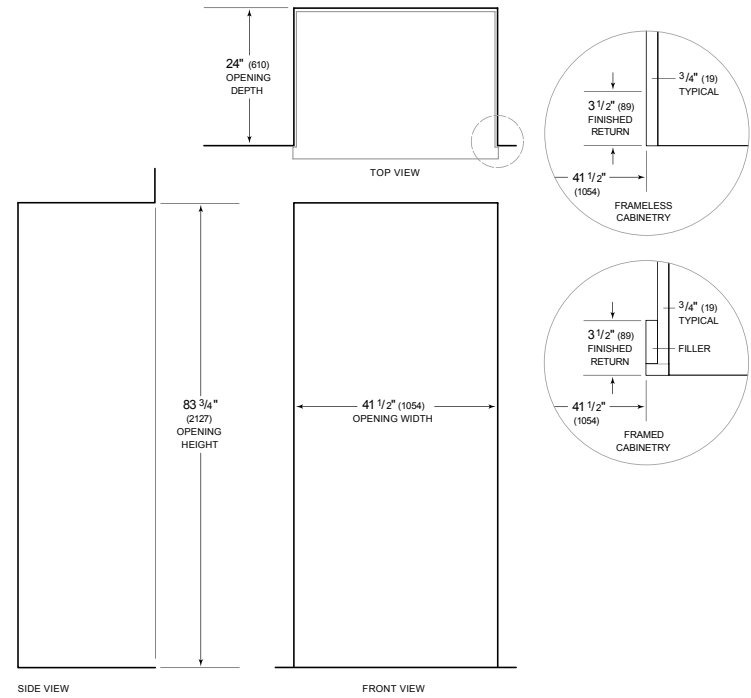 24" (610)
OPENING
DEPTH
TOP VIEW
3 1/2" (89)
FINISHED
RETURN
3/4" (19)
TYPICAL
41 1/2"
(1054)
FRAMELESS
CABINETRY
3 1/2" (89)
FINISHED
RETURN
3/4" (19)
TYPICAL
FILLER
41 1/2"
(1054)
FRAMED
CABINETRY
83 3/4"
(2127)
OPENING
HEIGHT
41 1/2" (1054)
OPENING WIDTH
SIDE VIEW
FRONT VIEW